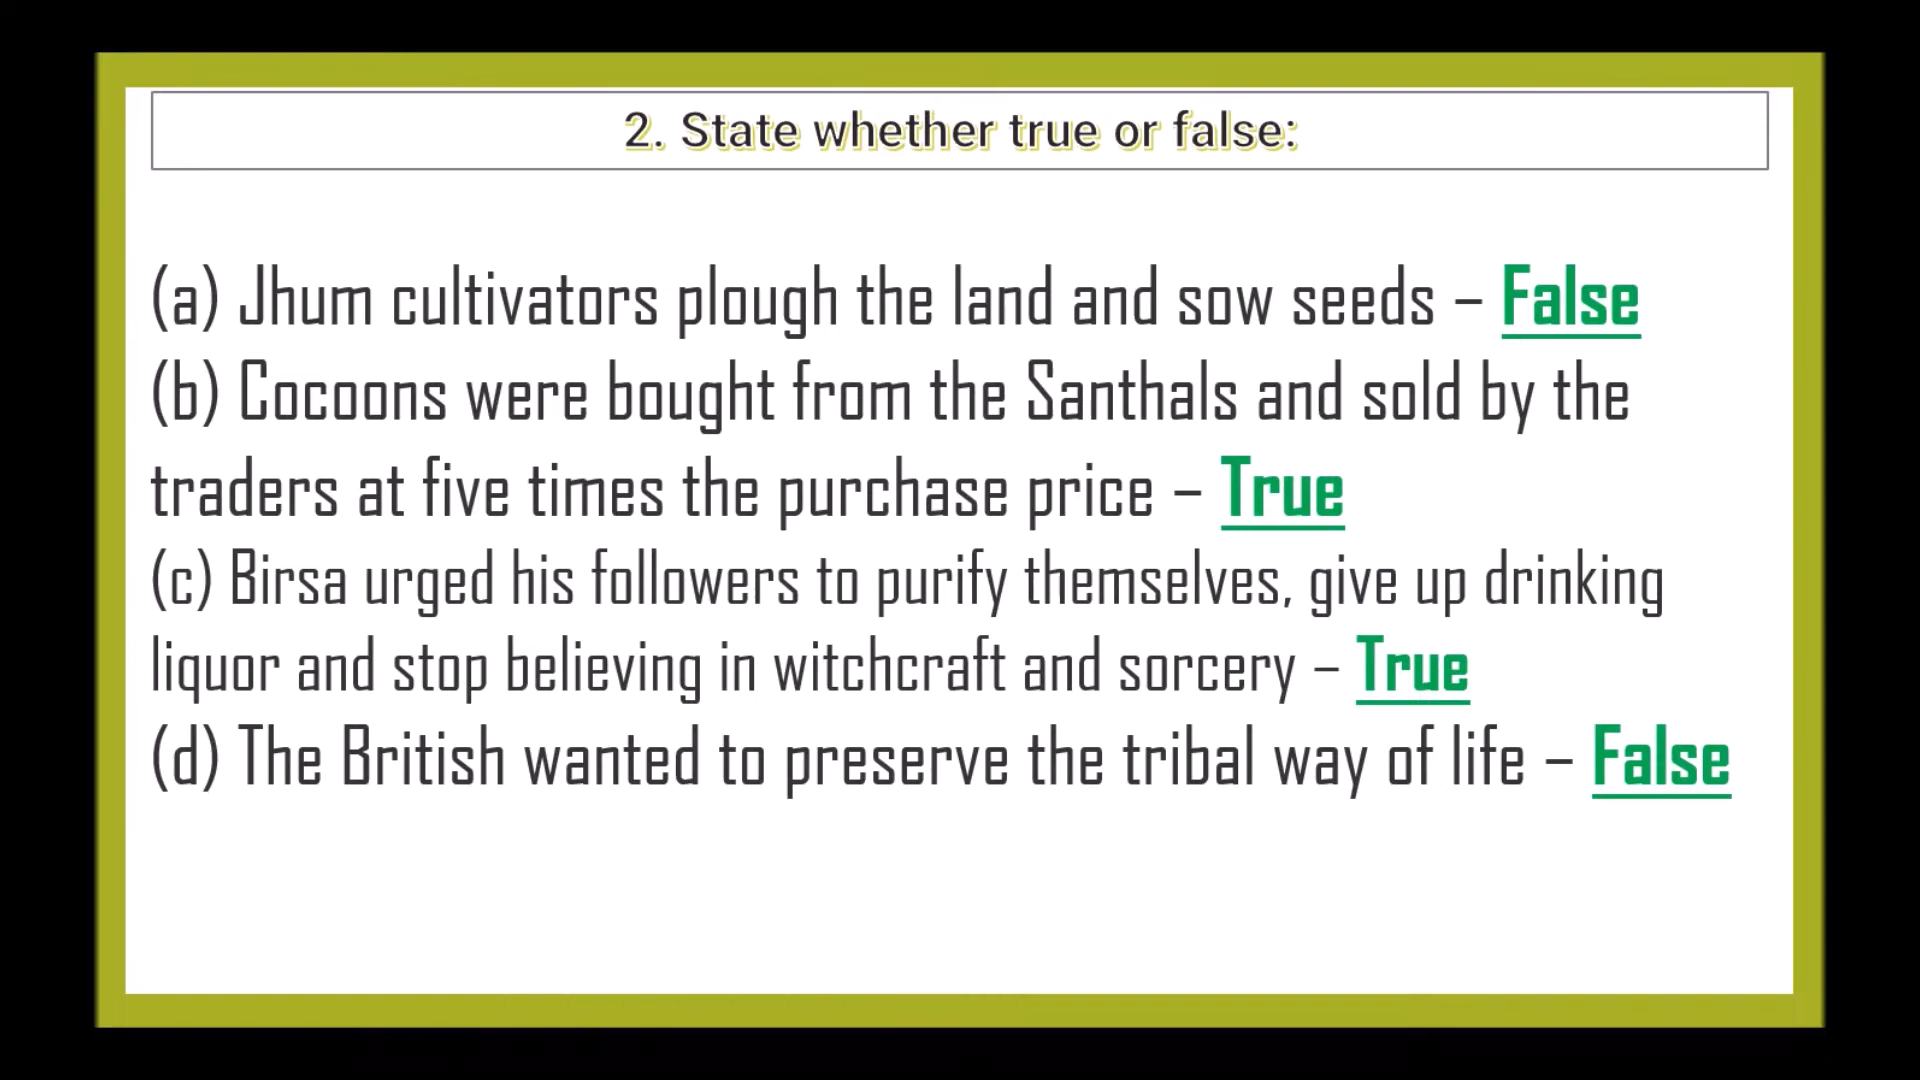 2. State whether true or false:
(a) Jhum cultivators plough the land and sow seeds – False
(b) Cocoons were bought from the Santhals and sold by the
traders at five times the purchase price – True
(c) Birsa urged his followers to purify themselves, give up drinking
liquor and stop believing in witchcraft and sorcery – True
(d) The British wanted to preserve the tribal way of life – False